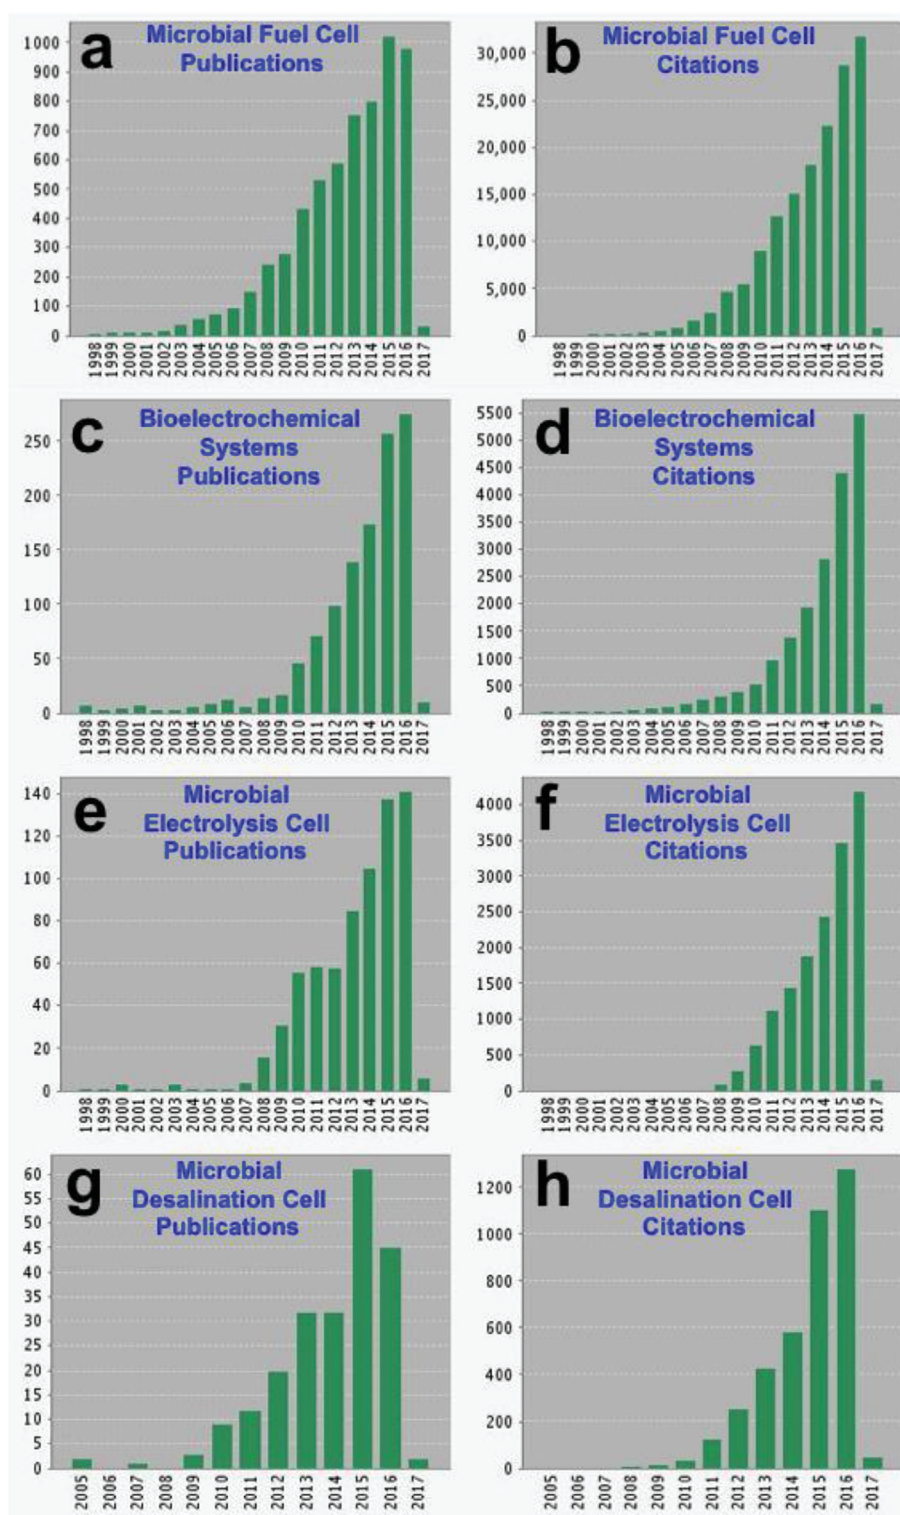 a
Microbial Fuel Cell
Publications
1000
900
800
700
600
500
400
300
200
100
0
1998 1999 2000 2001 2002 2003 2004 2005 2006 2007 2008 2009 2010 2011 2012 2013 2014 2015 2016 2017
b
Microbial Fuel Cell
Citations
30,000
25,000
20,000
15,000
10,000
5,000
0
1998 1999 2000 2001 2002 2003 2004 2005 2006 2007 2008 2009 2010 2011 2012 2013 2014 2015 2016 2017
c
Bioelectrochemical
Systems
Publications
250
200
150
100
50
0
1998 1999 2000 2001 2002 2003 2004 2005 2006 2007 2008 2009 2010 2011 2012 2013 2014 2015 2016 2017
d
Bioelectrochemical
Systems
Citations
5500
5000
4500
4000
3500
3000
2500
2000
1500
1000
500
0
1998 1999 2000 2001 2002 2003 2004 2005 2006 2007 2008 2009 2010 2011 2012 2013 2014 2015 2016 2017
e
Microbial
Electrolysis Cell
Publications
140
120
100
80
60
40
20
0
1998 1999 2000 2001 2002 2003 2004 2005 2006 2007 2008 2009 2010 2011 2012 2013 2014 2015 2016 2017
f
Microbial
Electrolysis Cell
Citations
4000
3500
3000
2500
2000
1500
1000
500
0
1998 1999 2000 2001 2002 2003 2004 2005 2006 2007 2008 2009 2010 2011 2012 2013 2014 2015 2016 2017
g
Microbial
Desalination Cell
Publications
60
55
50
45
40
35
30
25
20
15
10
5
0
2005 2006 2007 2008 2009 2010 2011 2012 2013 2014 2015 2016 2017
h
Microbial
Desalination Cell
Citations
1200
1000
800
600
400
200
0
2005 2006 2007 2008 2009 2010 2011 2012 2013 2014 2015 2016 2017